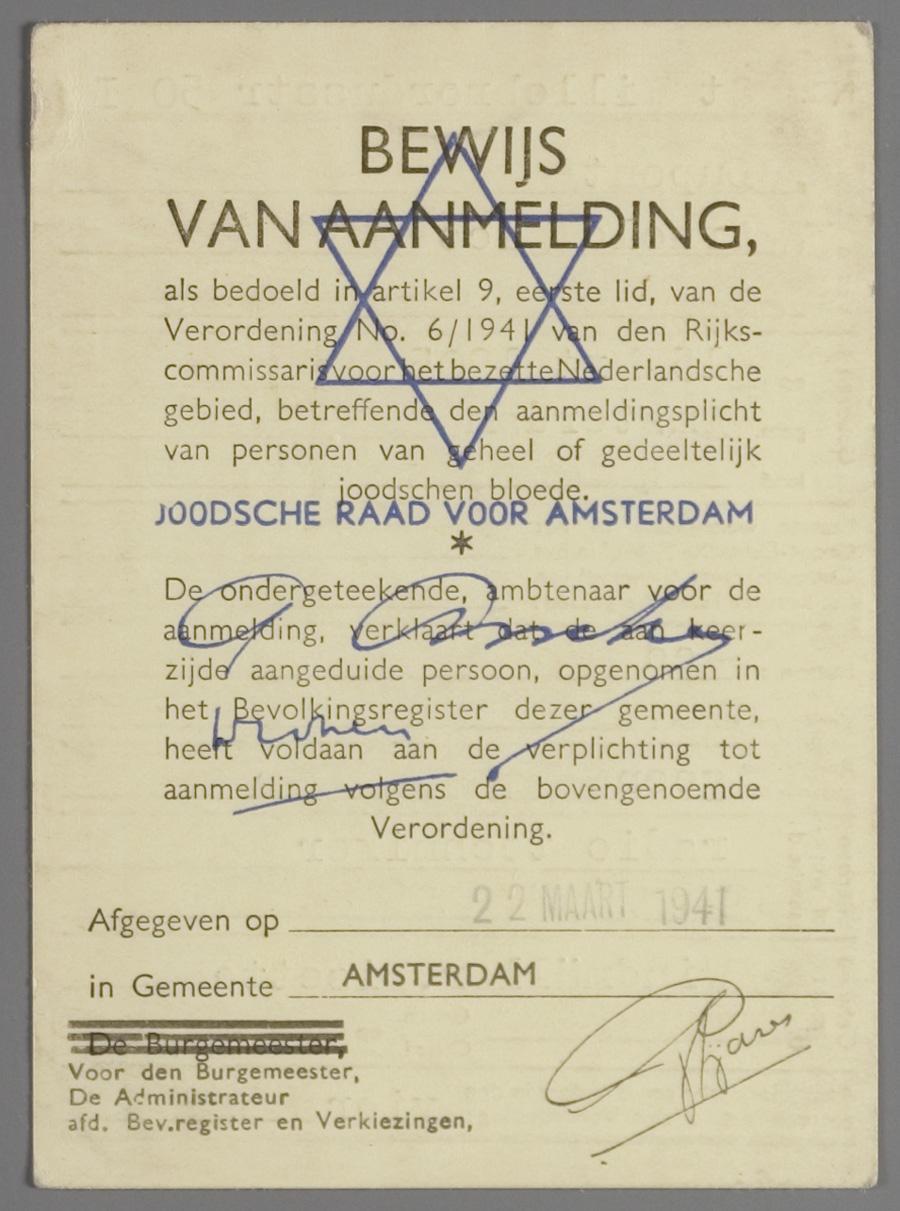 BEWIJS
VAN AANMELDING,
als bedoeld in artikel 9, eerste lid, van de
Verordening No. 6/1941 van den Rijks-
commissaris voor het bezette Nederlandsche
gebied, betreffende den aanmeldingsplicht
van personen van geheel of gedeeltelijk
joodschen bloede.
JOODSCHE RAAD VOOR AMSTERDAM
*
De ondergeteekende, ambtenaar voor de
aanmelding, verklaart dat de aan keer-
zijde aangeduide persoon, opgenomen in
het Bevolkingsregister dezer gemeente,
heeft voldaan aan de verplichting tot
aanmelding volgens de bovengenoemde
Verordening.
Afgegeven op 22 MAART 1941
in Gemeente AMSTERDAM
De Burgemeester,
Voor den Burgemeester,
De Administrateur
afd. Bev.register en Verkiezingen,